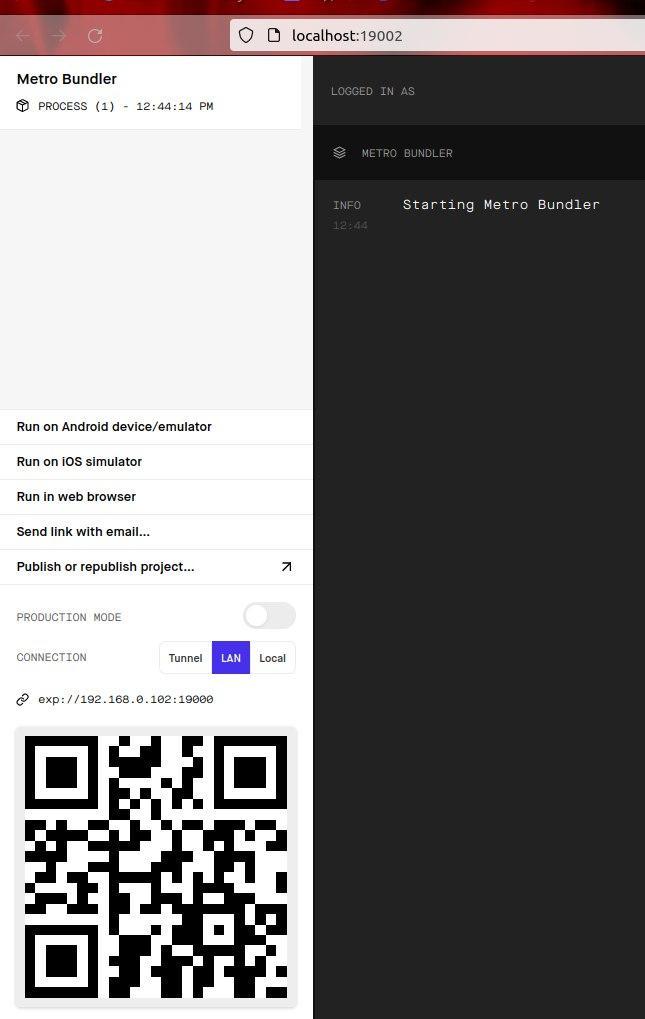 localhost:19002
Metro Bundler
PROCESS (1) - 12:44:14 PM
LOGGED IN AS
METRO BUNDLER
INFO
Starting Metro Bundler
12:44
Run on Android device/emulator
Run on iOS simulator
Run in web browser
Send link with email...
Publish or republish project...
PRODUCTION MODE
CONNECTION
Tunnel
LAN
Local
exp://192.168.0.102:19000